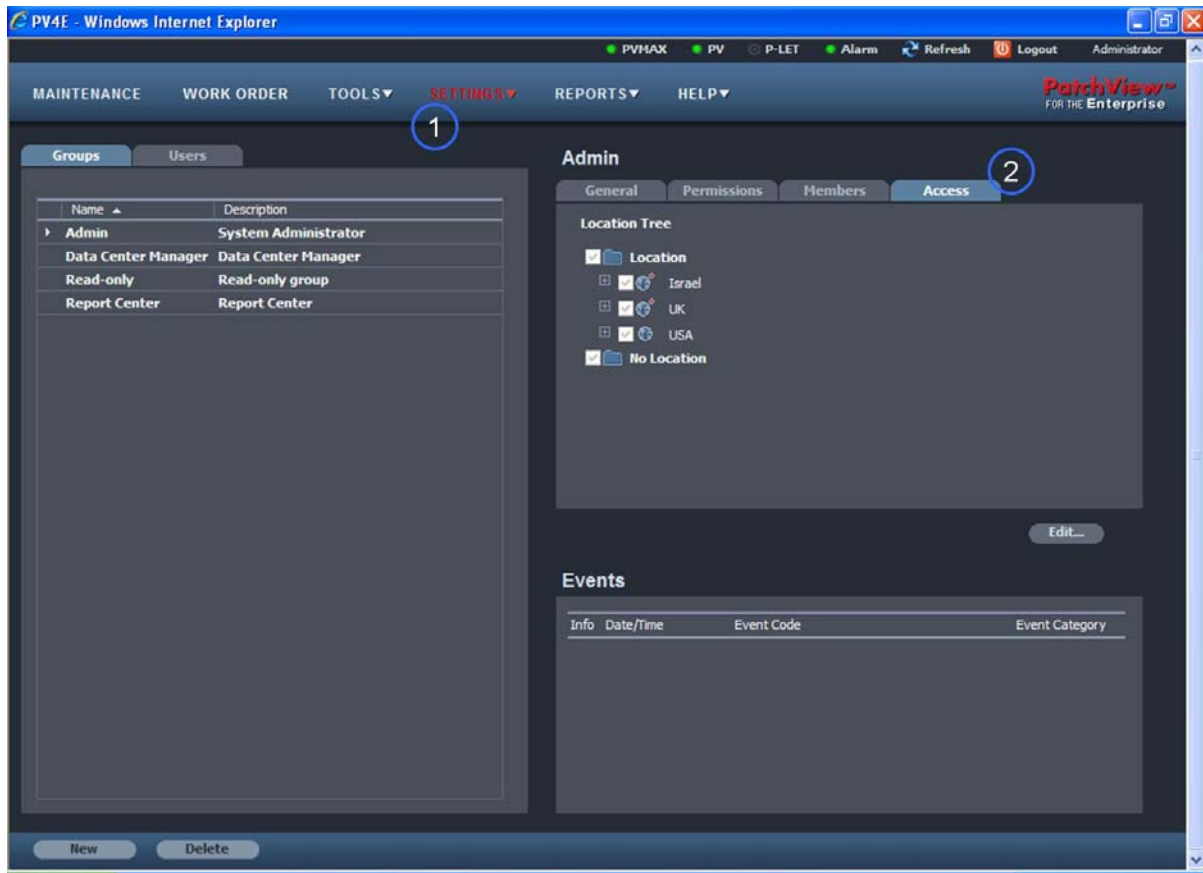 PV4E - Windows Internet Explorer
PVMAX PV P-LET Alarm Refresh Logout Administrator
MAINTENANCE WORK ORDER TOOLS▼ SETTINGS▼ REPORTS▼ HELP▼
PatchView™
FOR THE Enterprise
1
Groups Users
Name Description
Admin System Administrator
Data Center Manager Data Center Manager
Read-only Read-only group
Report Center Report Center
Admin
2
General Permissions Members Access
Location Tree
Location
Israel
UK
USA
No Location
Edit...
Events
Info Date/Time Event Code Event Category
New Delete